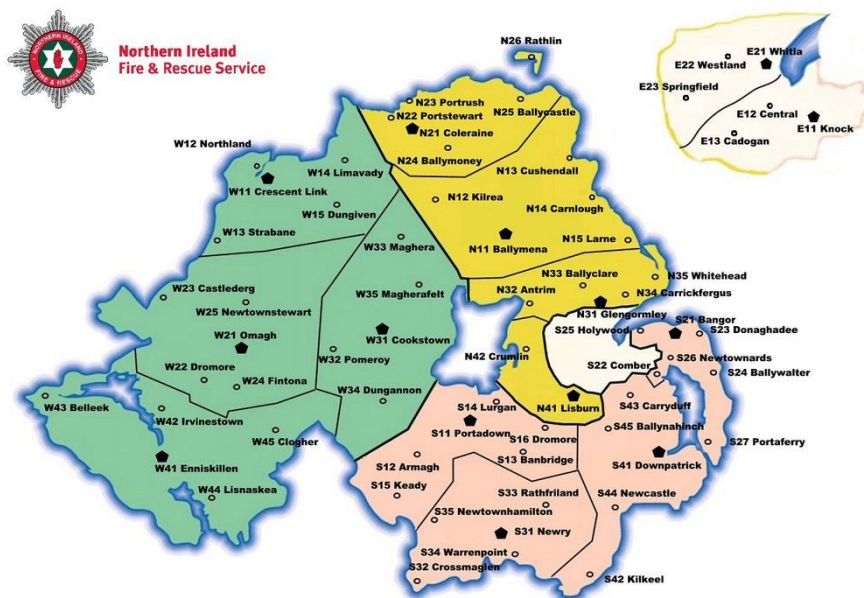 NORTHERN IRELAND
FIRE & RESCUE
Northern Ireland
Fire & Rescue Service
N26 Rathlin
E21 Whitla
E22 Westland
E23 Springfield
E12 Central
E11 Knock
E13 Cadogan
N23 Portrush
N22 Portstewart
N25 Ballycastle
N21 Coleraine
W12 Northland
N24 Ballymoney
N13 Cushendall
W14 Limavady
W11 Crescent Link
N12 Kilrea
N14 Carnlough
W15 Dungiven
W13 Strabane
W33 Maghera
N11 Ballymena
N15 Larne
N33 Ballyclare
N35 Whitehead
W23 Castlederg
W35 Magherafelt
N32 Antrim
N34 Carrickfergus
W25 Newtownstewart
N31 Glengormley
S21 Bangor
W21 Omagh
W31 Cookstown
S25 Holywood
S23 Donaghadee
W32 Pomeroy
N42 Crumlin
S26 Newtownards
W22 Dromore
S22 Comber
S24 Ballywalter
W24 Fintona
W34 Dungannon
W43 Belleek
S14 Lurgan
N41 Lisburn
S43 Carryduff
W42 Irvinestown
S11 Portadown
S16 Dromore
S45 Ballynahinch
W45 Clogher
S27 Portaferry
S12 Armagh
S13 Banbridge
W41 Enniskillen
S41 Downpatrick
S15 Keady
W44 Lisnaskea
S33 Rathfriland
S44 Newcastle
S35 Newtownhamilton
S31 Newry
S34 Warrenpoint
S32 Crossmaglen
S42 Kilkeel